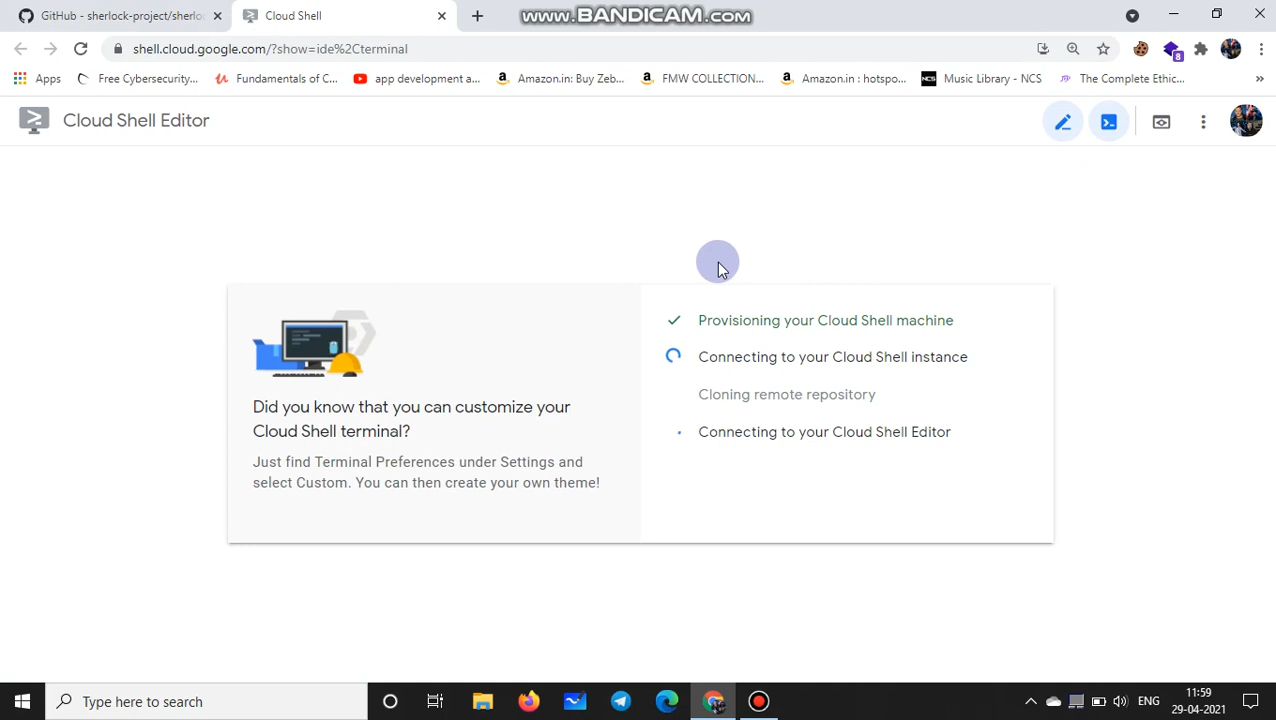 GitHub - sherlock-project/sherlo
Cloud Shell
www.BANDICAM.com
shell.cloud.google.com/?show=ide%2Cterminal
8
Apps
Free Cybersecurity...
Fundamentals of C...
app development a...
Amazon.in: Buy Zeb...
FMW COLLECTION...
Amazon.in : hotspo...
Music Library - NCS
The Complete Ethic...
Cloud Shell Editor
Did you know that you can customize your
Cloud Shell terminal?
Just find Terminal Preferences under Settings and
select Custom. You can then create your own theme!
Provisioning your Cloud Shell machine
Connecting to your Cloud Shell instance
Cloning remote repository
Connecting to your Cloud Shell Editor
Type here to search
ENG
11:59
29-04-2021